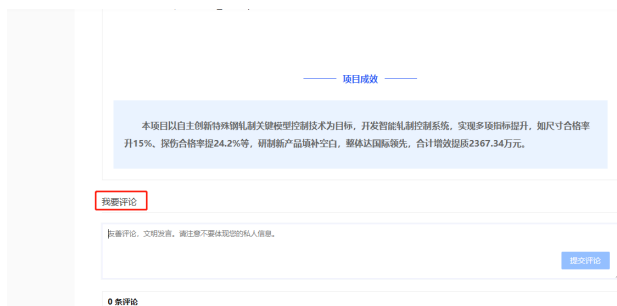 项目成效
本项目以自主创新特殊钢轧制关键模型控制技术为目标，开发智能轧制控制系统，实现多项指标提升，如尺寸合格率
升15%、探伤合格率提24.2%等，研制新产品填补空白，整体达国际领先，合计增效提质2367.34万元。
我要评论
友善评论，文明发言。请注意不要体现您的私人信息。
提交评论
0 条评论